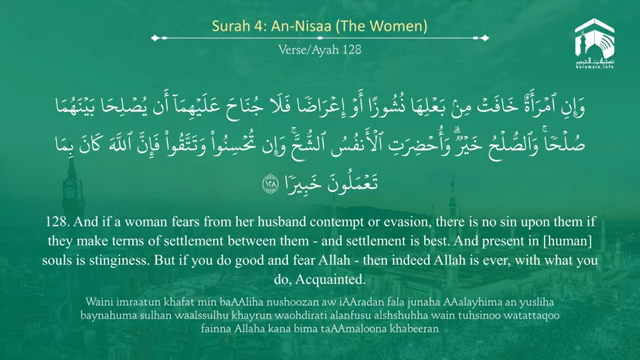 Surah 4: An-Nisaa (The Women)
Verse/Ayah 128
haramain.info
وَإِنِ ٱمْرَأَةٌ خَافَتْ مِنۢ بَعْلِهَا نُشُوزًا أَوْ إِعْرَاضًا فَلَا جُنَاحَ عَلَيْهِمَآ أَن يُصْلِحَا بَيْنَهُمَا
صُلْحًا ۚ وَٱلصُّلْحُ خَيْرٌ ۗ وَأُحْضِرَتِ ٱلْأَنفُسُ ٱلشُّحَّ ۚ وَإِن تُحْسِنُوا۟ وَتَتَّقُوا۟ فَإِنَّ ٱللَّهَ كَانَ بِمَا
تَعْمَلُونَ خَبِيرًا ١٢٨
128. And if a woman fears from her husband contempt or evasion, there is no sin upon them if
they make terms of settlement between them - and settlement is best. And present in [human]
souls is stinginess. But if you do good and fear Allah - then indeed Allah is ever, with what you
do, Acquainted.
Waini imraatun khafat min baAAliha nushoozan aw iAAradan fala junaha AAalayhima an yusliha
baynahuma sulhan waalssulhu khayrun waohdirati alanfusu alshshuhha wain tuhsinoo watattaqoo
fainna Allaha kana bima taAAmaloona khabeeran